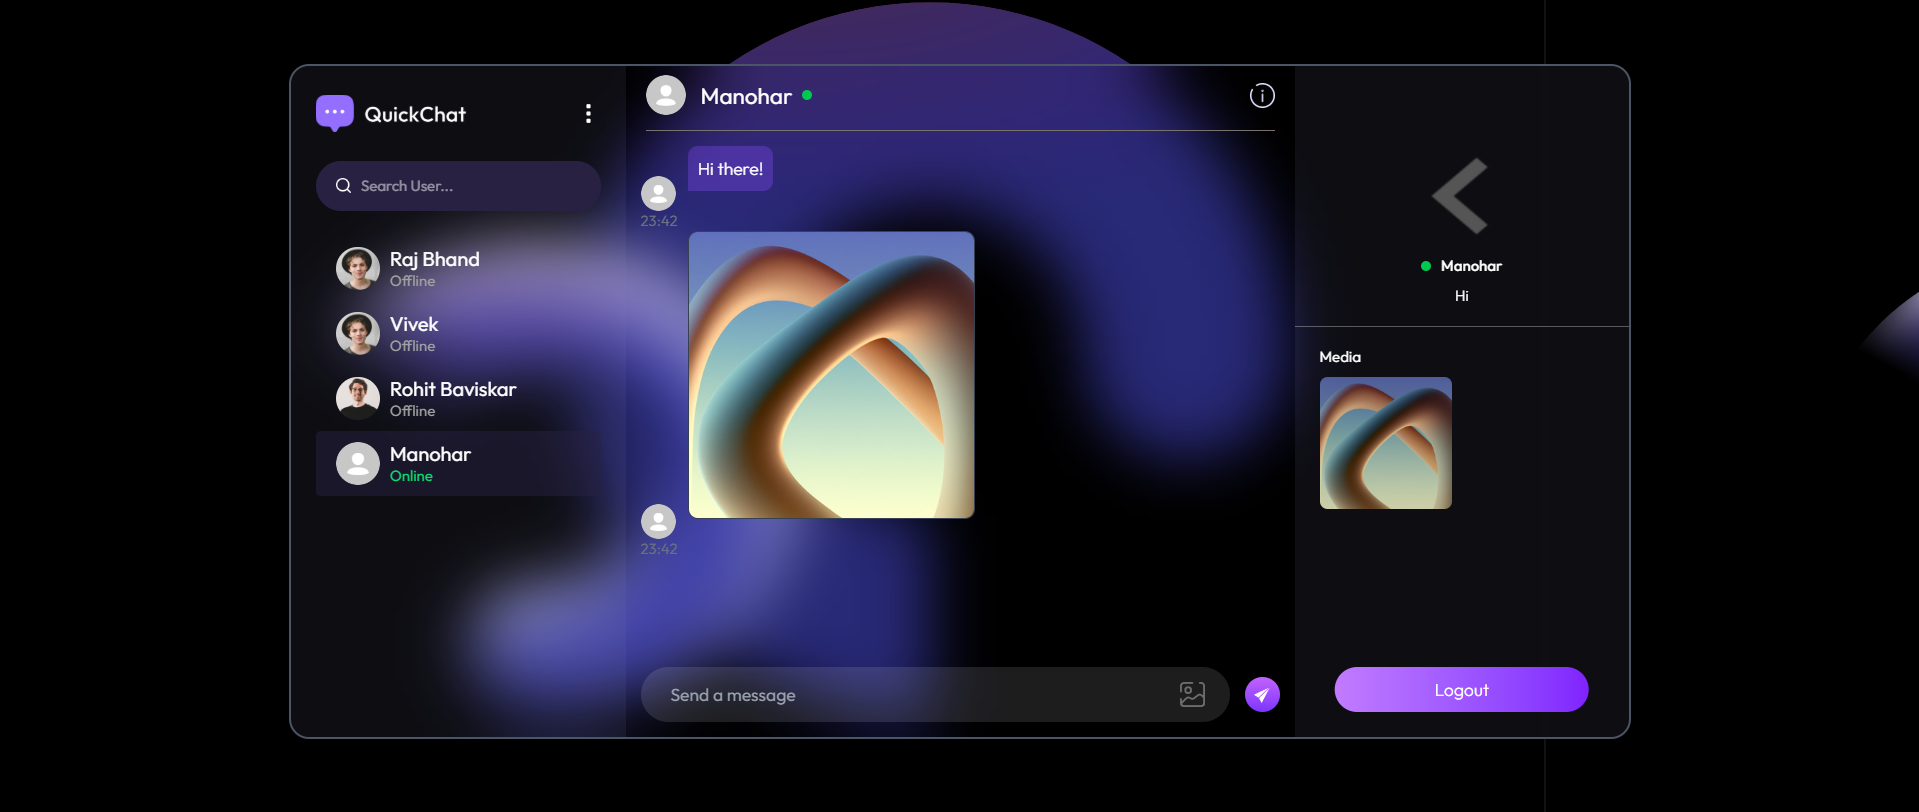 QuickChat
Search User...
Raj Bhand
Offline
Vivek
Offline
Rohit Baviskar
Offline
Manohar
Online
Manohar
Hi there!
23:42
23:42
Send a message
Manohar
Hi
Media
Logout